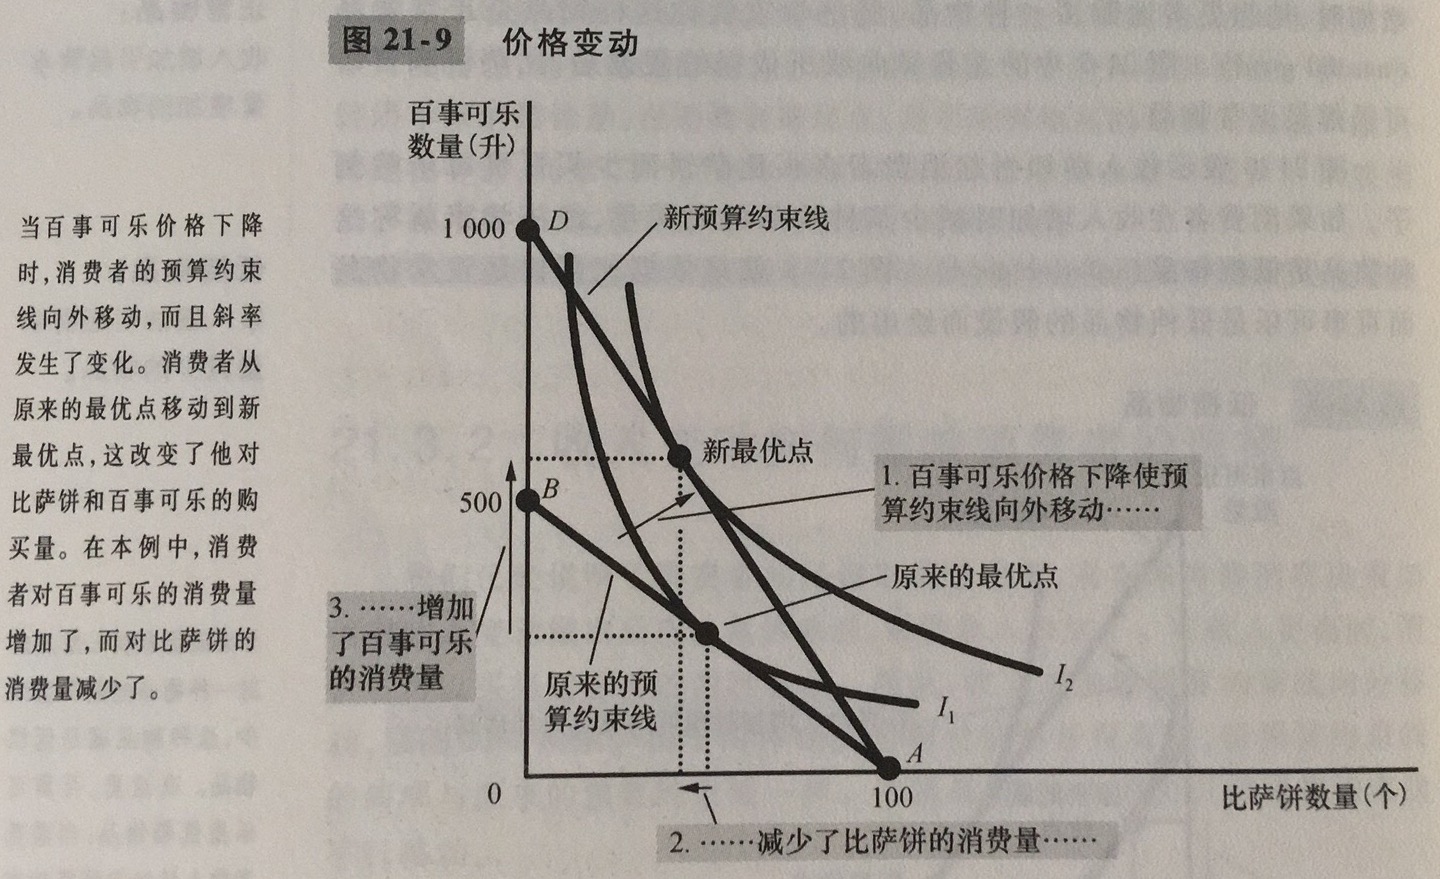 图 21-9 价格变动
当百事可乐价格下降
时,消费者的预算约束
线向外移动,而且斜率
发生了变化。消费者从
原来的最优点移动到新
最优点,这改变了他对
比萨饼和百事可乐的购
买量。在本例中,消费
者对百事可乐的消费量
增加了,而对比萨饼的
消费量减少了。
百事可乐
数量(升)
1 000
D
新预算约束线
新最优点
500
B
1. 百事可乐价格下降使预
算约束线向外移动……
原来的最优点
3. ……增加
了百事可乐
的消费量
原来的预
算约束线
I₂
I₁
A
0
100
比萨饼数量(个)
2. ……减少了比萨饼的消费量……